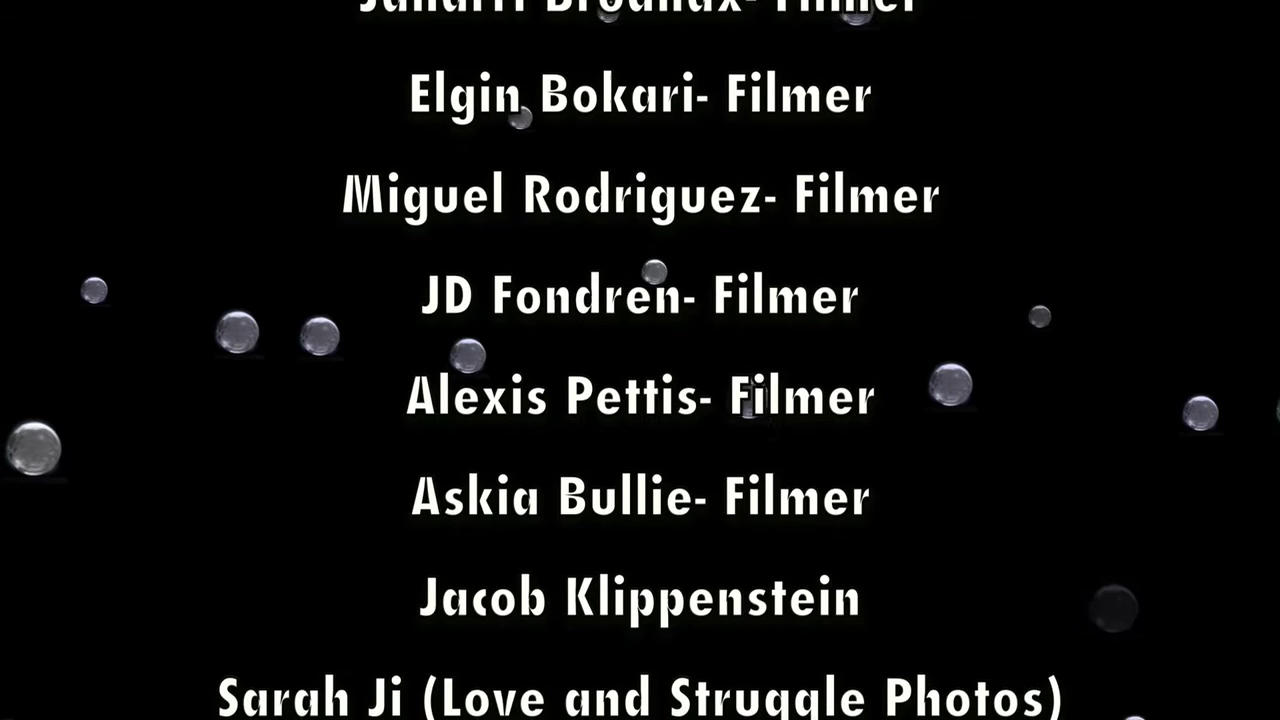 Filmer
Elgin Bokari- Filmer
Miguel Rodriguez- Filmer
JD Fondren- Filmer
Alexis Pettis- Filmer
Askia Bullie- Filmer
Jacob Klippenstein
Sarah Ji (Love and Struggle Photos)